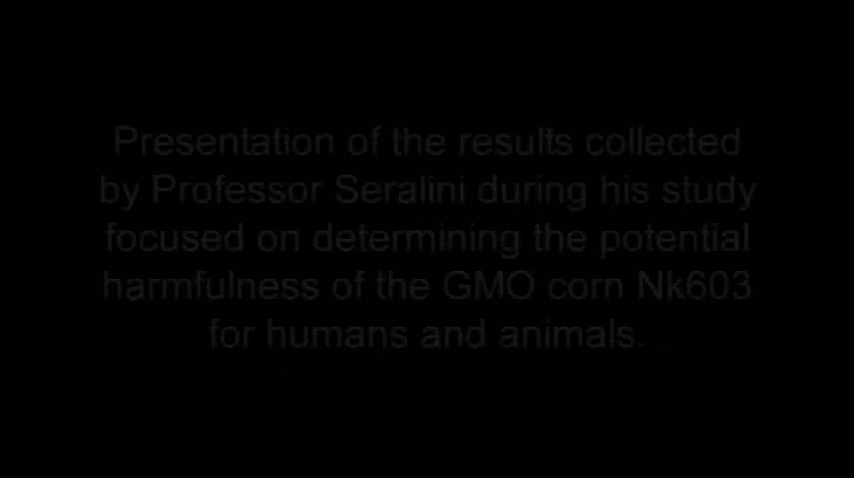 Presentation of the results collected
by Professor Seralini during his study
focused on determining the potential
harmfulness of the GMO corn Nk603
for humans and animals.